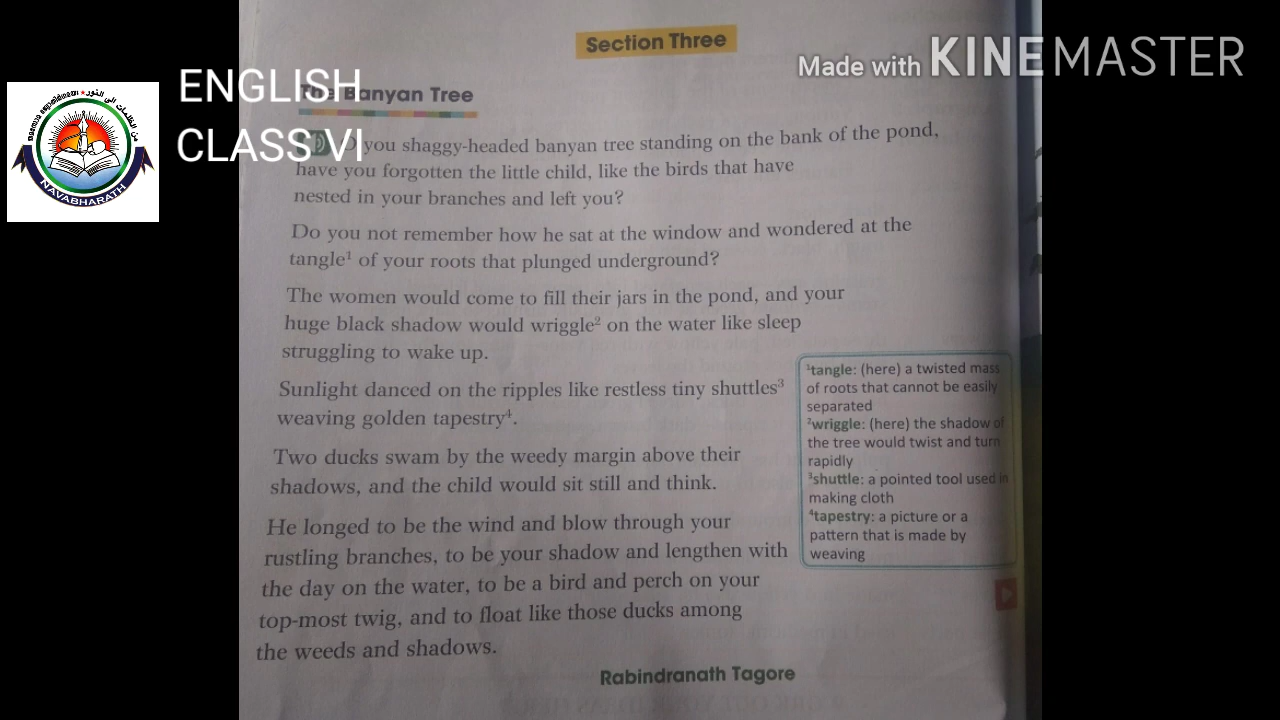 Section Three
Made with KINEMASTER
ENGLISH
CLASS VI
NAVABHARATH
The Banyan Tree
O you shaggy-headed banyan tree standing on the bank of the pond,
have you forgotten the little child, like the birds that have
nested in your branches and left you?
Do you not remember how he sat at the window and wondered at the
tangle¹ of your roots that plunged underground?
The women would come to fill their jars in the pond, and your
huge black shadow would wriggle² on the water like sleep
struggling to wake up.
Sunlight danced on the ripples like restless tiny shuttles³
weaving golden tapestry⁴.
Two ducks swam by the weedy margin above their
shadows, and the child would sit still and think.
He longed to be the wind and blow through your
rustling branches, to be your shadow and lengthen with
the day on the water, to be a bird and perch on your
top-most twig, and to float like those ducks among
the weeds and shadows.
Rabindranath Tagore
¹tangle: (here) a twisted mass
of roots that cannot be easily
separated
²wriggle: (here) the shadow of
the tree would twist and turn
rapidly
³shuttle: a pointed tool used in
making cloth
⁴tapestry: a picture or a
pattern that is made by
weaving